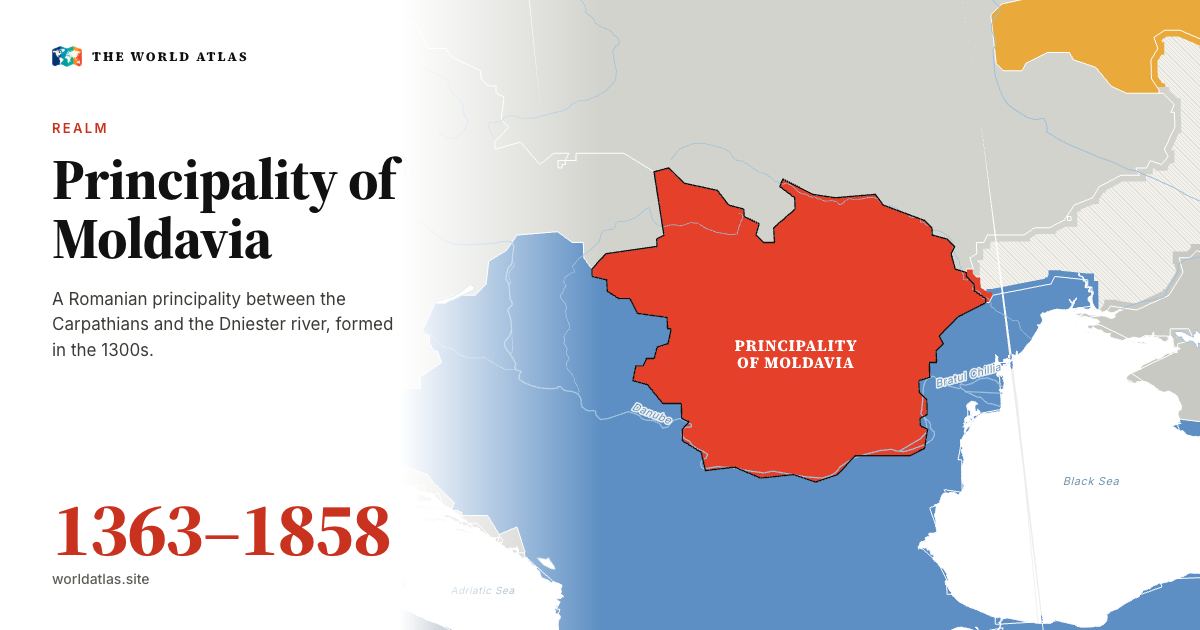 THE WORLD ATLAS
REALM
Principality of
Moldavia
A Romanian principality between the
Carpathians and the Dniester river, formed
in the 1300s.
1363–1858
worldatlas.site
PRINCIPALITY
OF MOLDAVIA
Danube
Bratul Chillia
Black Sea
Adriatic Sea